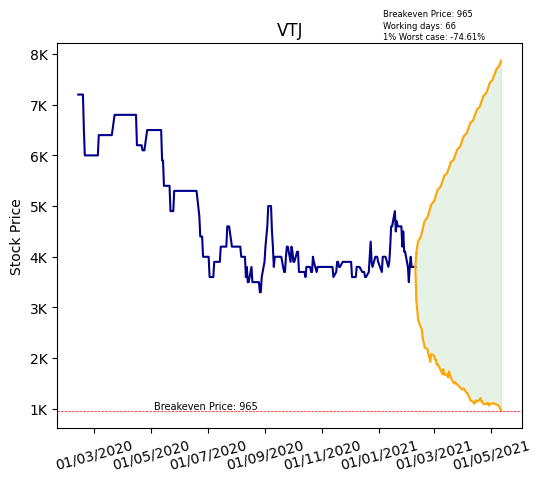 Breakeven Price: 965
Working days: 66
1% Worst case: -74.61%
VTJ
8K
7K
6K
5K
4K
3K
2K
1K
Stock Price
Breakeven Price: 965
01/03/2020
01/05/2020
01/07/2020
01/09/2020
01/11/2020
01/01/2021
01/03/2021
01/05/2021